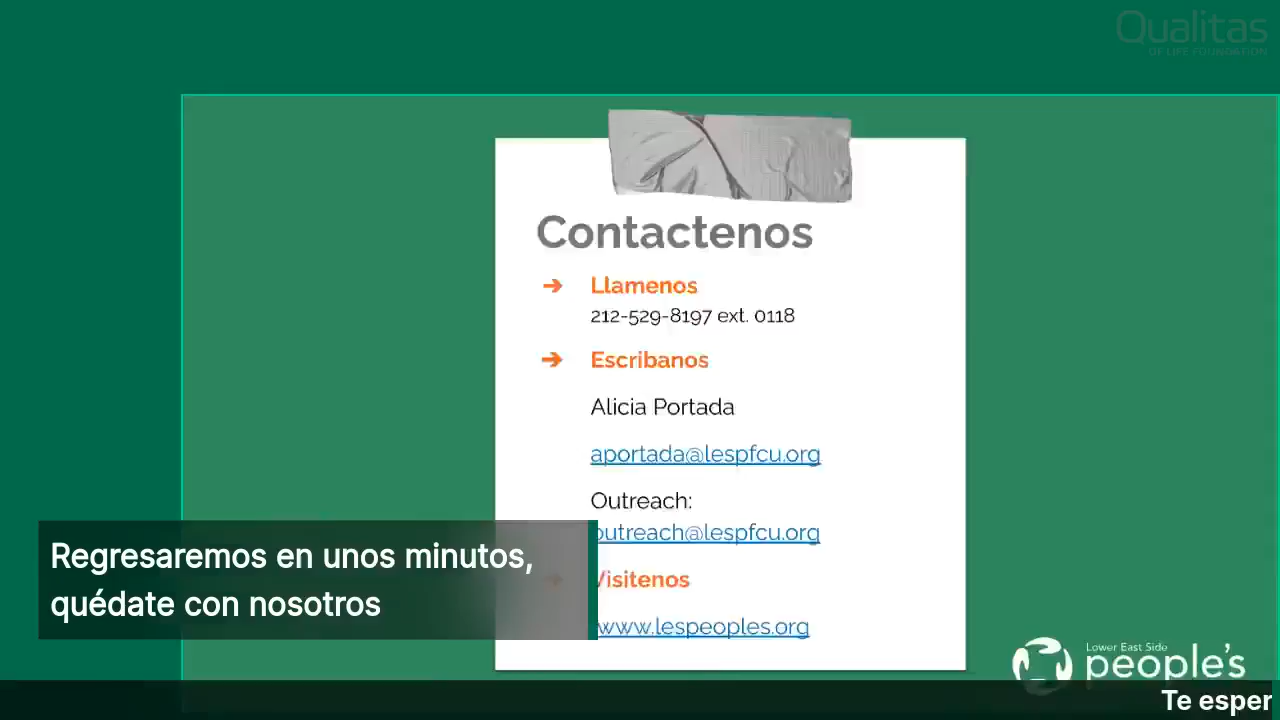 Qualitas
OF LIFE FOUNDATION
Contactenos
Llamenos
212-529-8197 ext. 0118
Escribanos
Alicia Portada
aportada@lespfcu.org
Outreach:
outreach@lespfcu.org
Visitenos
www.lespeoples.org
Regresaremos en unos minutos,
quédate con nosotros
Lower East Side
people's
Te esper